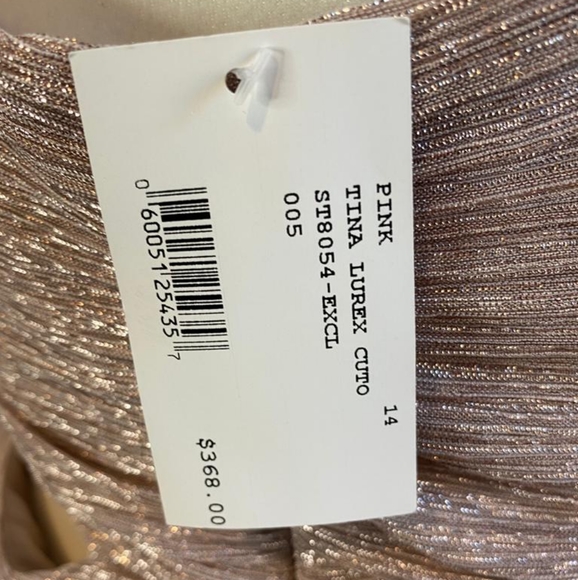 PINK 14
TINA LUREX CUTO
ST8054-EXCL
005
0 60051 25435 7
$368.00